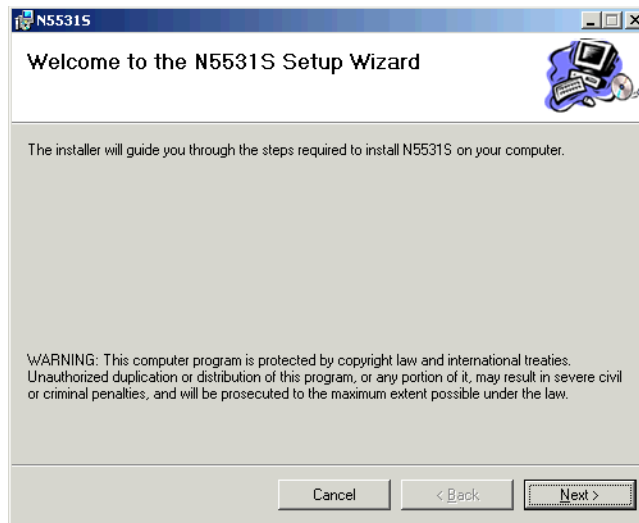 N5531S
Welcome to the N5531S Setup Wizard
The installer will guide you through the steps required to install N5531S on your computer.
WARNING: This computer program is protected by copyright law and international treaties.
Unauthorized duplication or distribution of this program, or any portion of it, may result in severe civil
or criminal penalties, and will be prosecuted to the maximum extent possible under the law.
Cancel
< Back
Next >